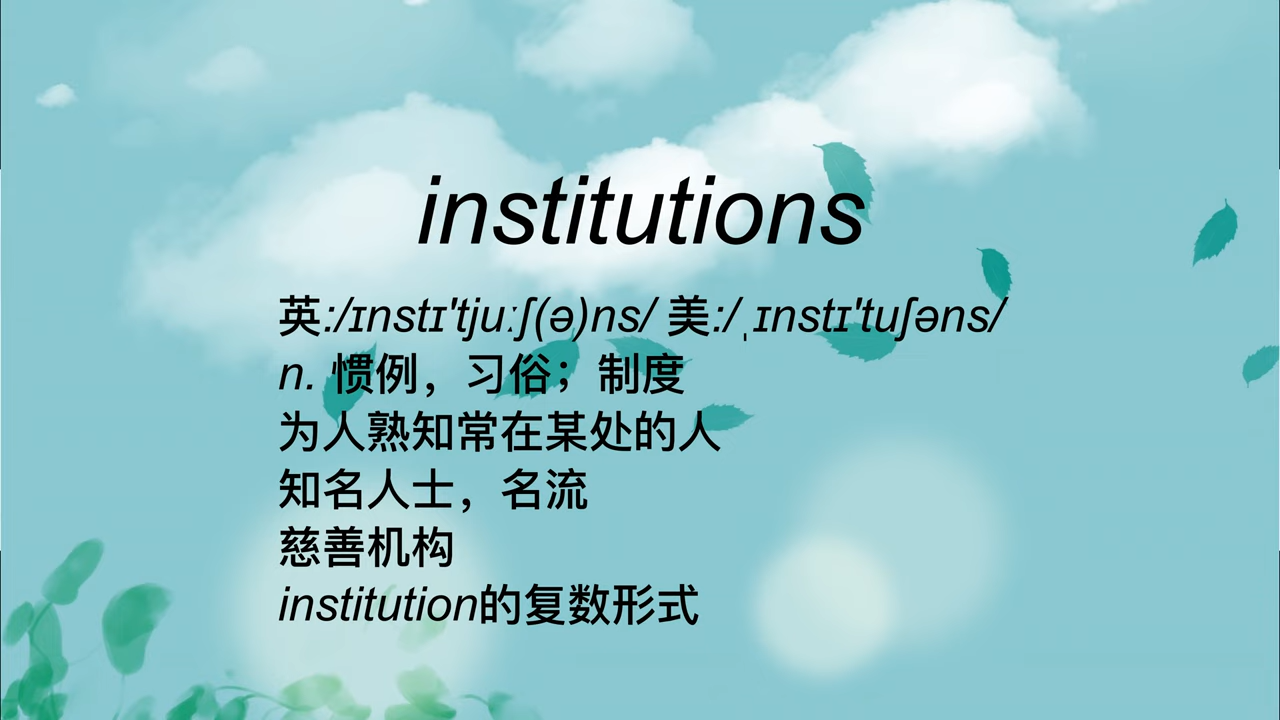 institutions
英:/ɪnstɪ'tjuːʃ(ə)ns/ 美:/ˌɪnstɪ'tuʃəns/
n. 惯例，习俗；制度
为人熟知常在某处的人
知名人士，名流
慈善机构
institution的复数形式